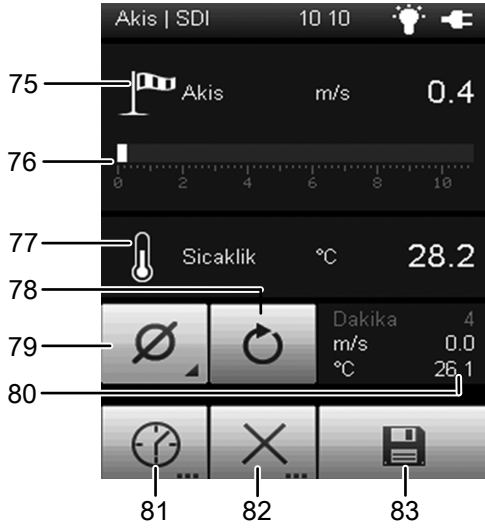 Akis | SDI 10 10
75 Akis m/s 0.4
76
0 2 4 6 8 10
77 Sicaklik °C 28.2
78
79 Dakika 4
m/s 0.0
80 °C 26.1
81 82 83